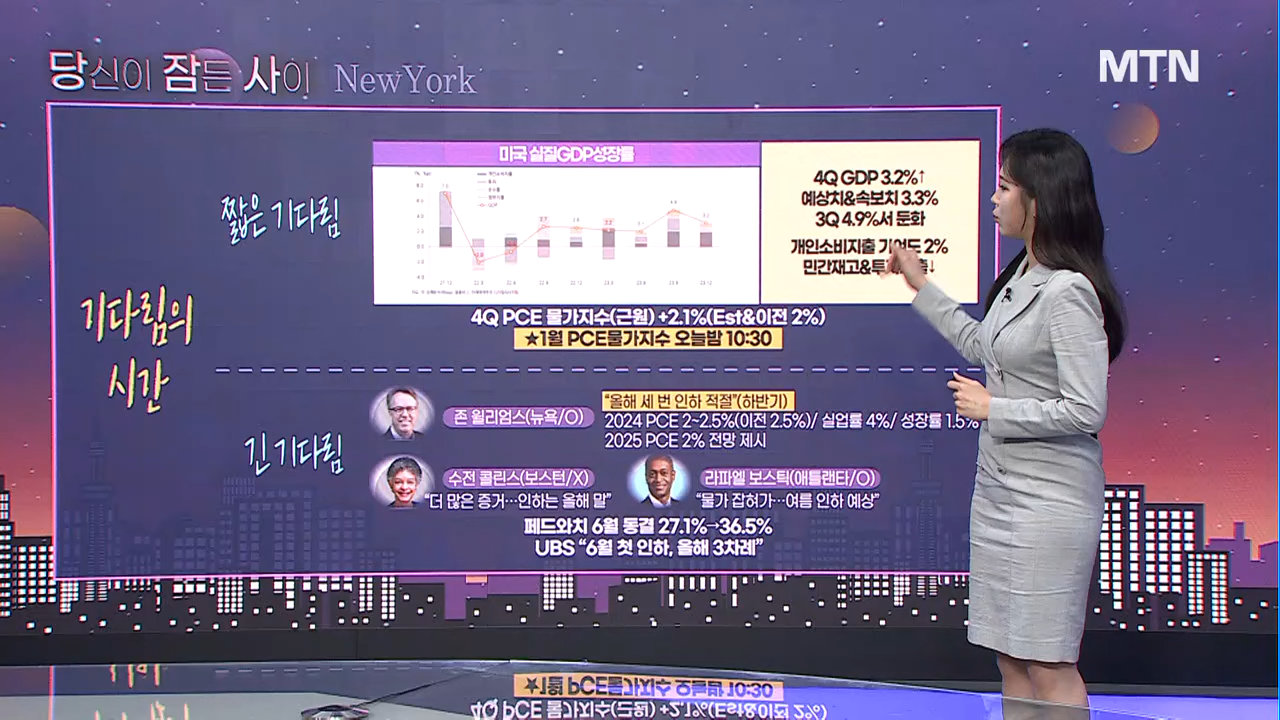 당신이 잠든 사이 NewYork
MTN
기다림의
시간
짧은 기다림
미국 실질GDP성장률
4Q GDP 3.2%↑
예상치&속보치 3.3%
3Q 4.9%서 둔화
개인소비지출 기여도 2%
민간재고&투
4Q PCE 물가지수(근원) +2.1%(Est&이전 2%)
★1월 PCE물가지수 오늘밤 10:30
긴 기다림
존 윌리엄스(뉴욕/O)
“올해 세 번 인하 적절”(하반기)
2024 PCE 2~2.5%(이전 2.5%)/ 실업률 4%/ 성장률 1.5%
2025 PCE 2% 전망 제시
수전 콜린스(보스턴/X)
“더 많은 증거…인하는 올해 말”
라파엘 보스틱(애틀랜타/O)
“물가 잡혀가…여름 인하 예상”
페드와치 6월 동결 27.1%→36.5%
UBS “6월 첫 인하, 올해 3차례”